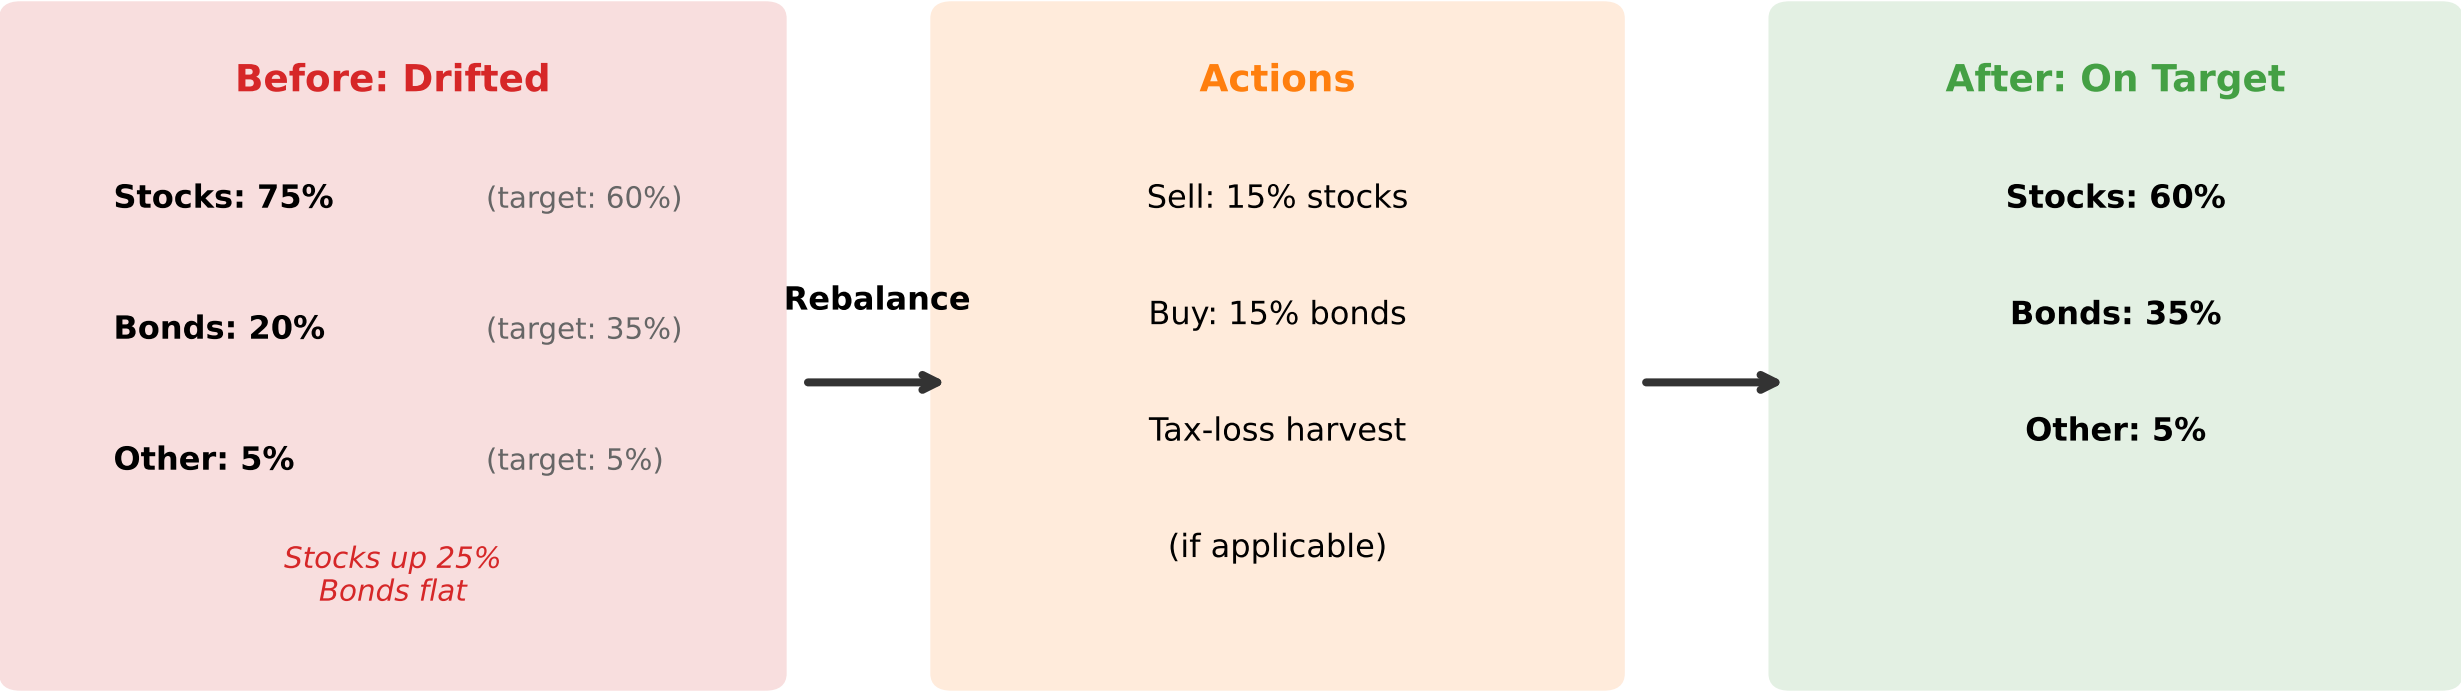 Before: Drifted
Stocks: 75% (target: 60%)
Bonds: 20% (target: 35%)
Other: 5% (target: 5%)
Stocks up 25%
Bonds flat
Rebalance
Actions
Sell: 15% stocks
Buy: 15% bonds
Tax-loss harvest
(if applicable)
After: On Target
Stocks: 60%
Bonds: 35%
Other: 5%